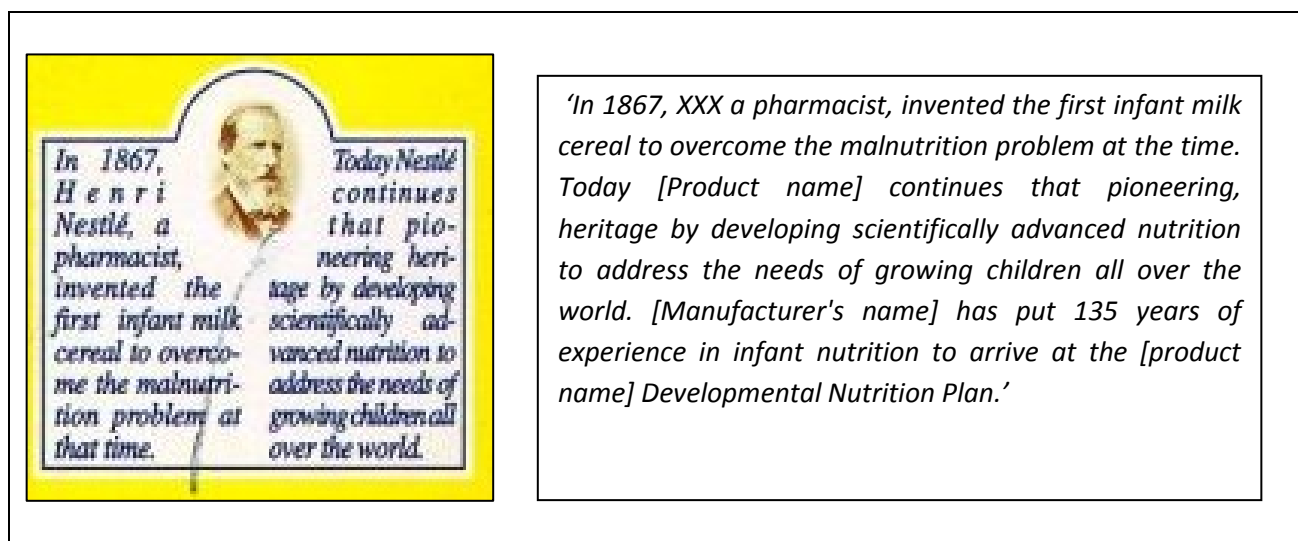 In 1867,
Henri
Nestlé, a
pharmacist,
invented the
first infant milk
cereal to overco-
me the malnutri-
tion problem at
that time.
Today Nestlé
continues
that pio-
neering heri-
tage by developing
scientifically ad-
vanced nutrition to
address the needs of
growing children all
over the world.
‘In 1867, XXX a pharmacist, invented the first infant milk
cereal to overcome the malnutrition problem at the time.
Today [Product name] continues that pioneering,
heritage by developing scientifically advanced nutrition
to address the needs of growing children all over the
world. [Manufacturer's name] has put 135 years of
experience in infant nutrition to arrive at the [product
name] Developmental Nutrition Plan.’